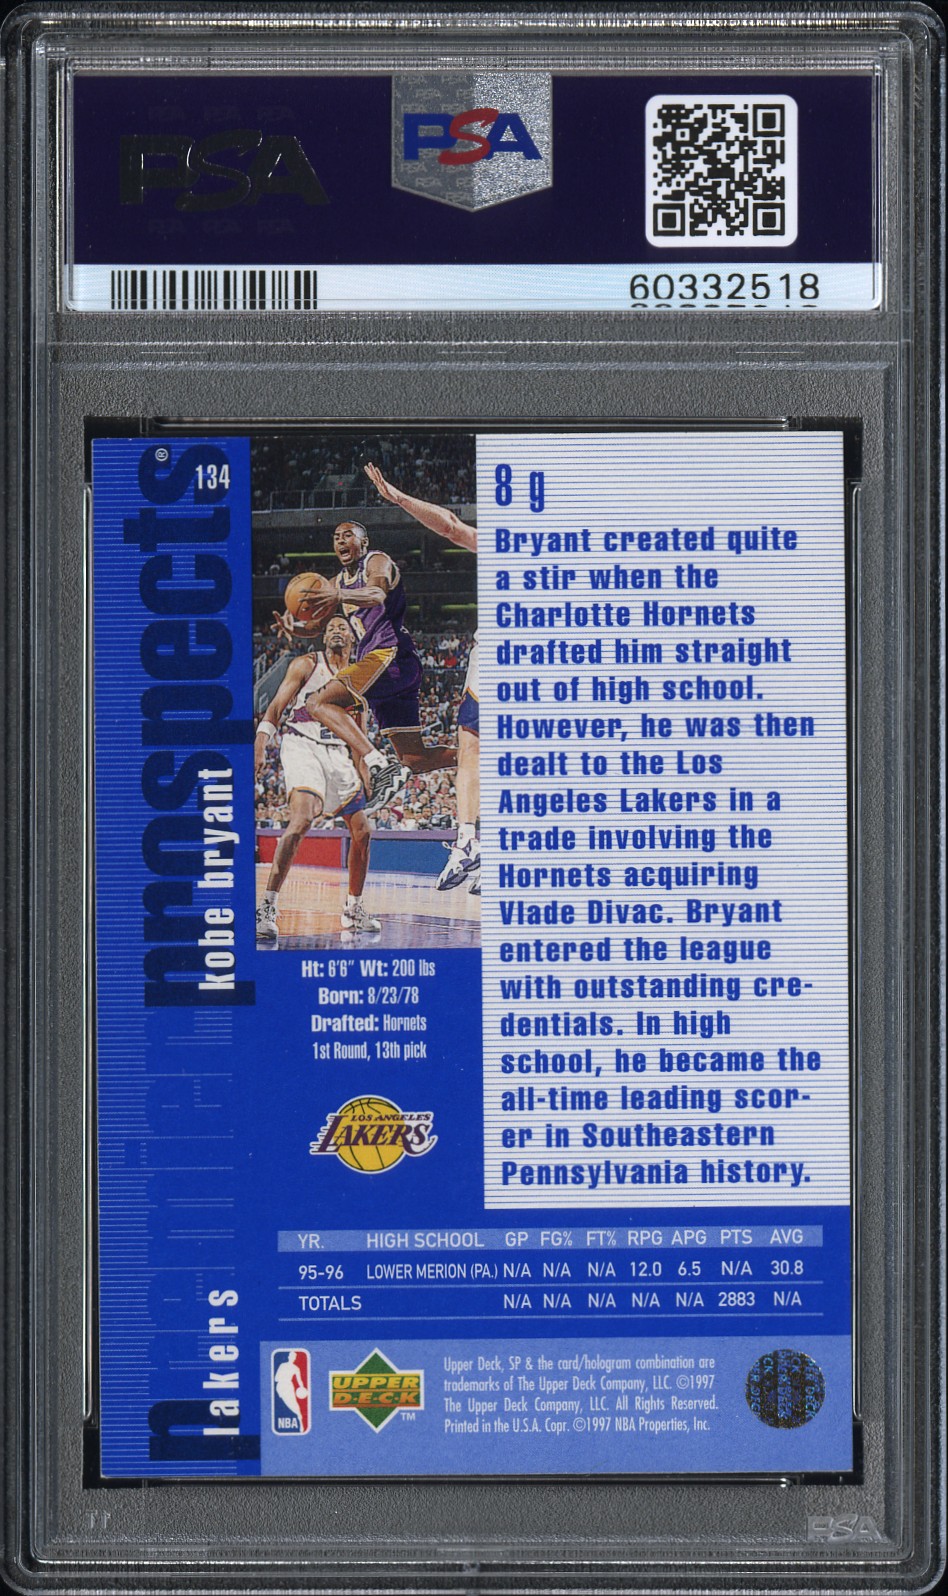 PSA
PSA
60332518
prospects®
134
kobe bryant
lakers
8 g
Bryant created quite
a stir when the
Charlotte Hornets
drafted him straight
out of high school.
However, he was then
dealt to the Los
Angeles Lakers in a
trade involving the
Hornets acquiring
Vlade Divac. Bryant
entered the league
with outstanding cre-
dentials. In high
school, he became the
all-time leading scor-
er in Southeastern
Pennsylvania history.
Ht: 6'6" Wt: 200 lbs
Born: 8/23/78
Drafted: Hornets
1st Round, 13th pick
LOS ANGELES
LAKERS
YR. HIGH SCHOOL GP FG% FT% RPG APG PTS AVG
95-96 LOWER MERION (PA.) N/A N/A N/A 12.0 6.5 N/A 30.8
TOTALS N/A N/A N/A N/A N/A 2883 N/A
NBA
UPPER
DECK
™
Upper Deck, SP & the card/hologram combination are
trademarks of The Upper Deck Company, LLC. ©1997
The Upper Deck Company, LLC. All Rights Reserved.
Printed in the U.S.A. Copr. ©1997 NBA Properties, Inc.
PSA